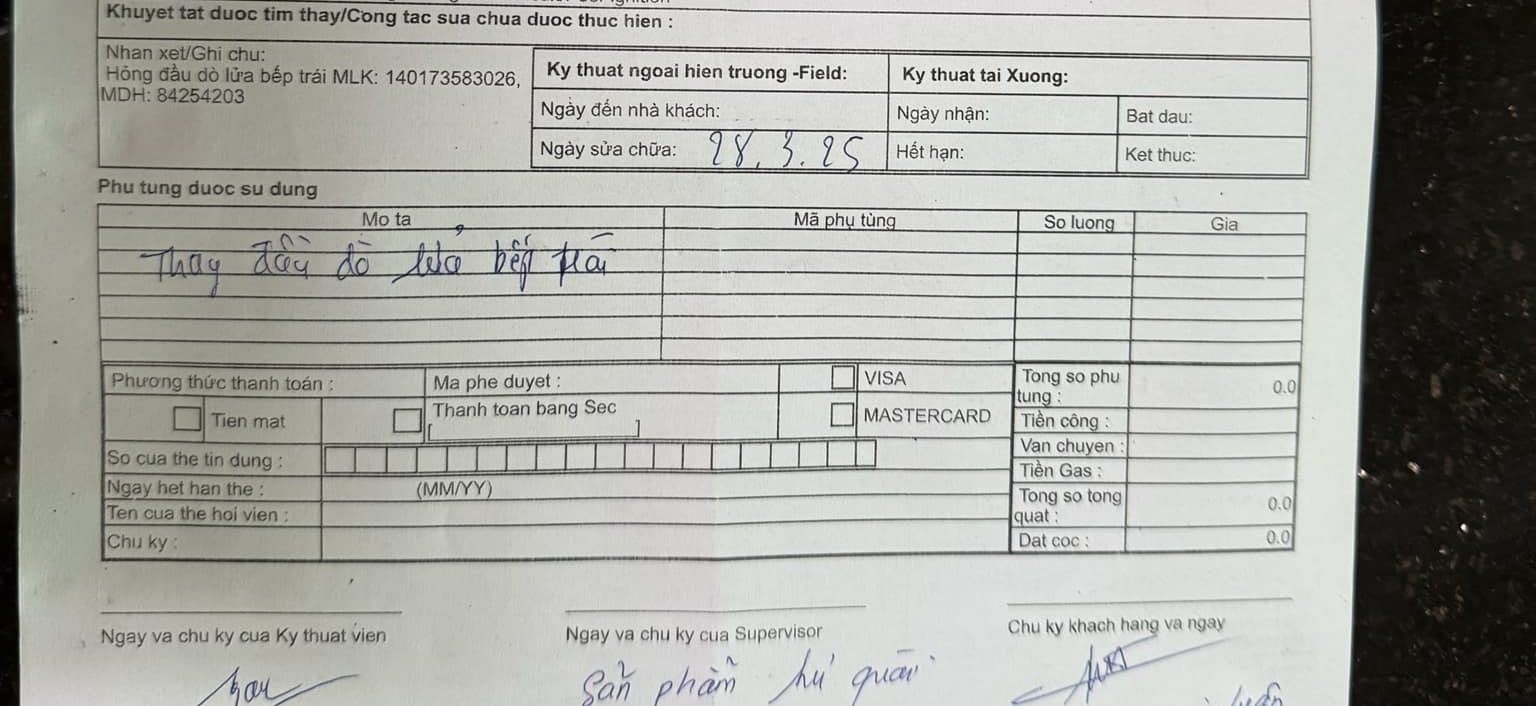 Khuyet tat duoc tim thay/Cong tac sua chua duoc thuc hien :
Nhan xet/Ghi chu:
Hỏng đầu dò lửa bếp trái MLK: 140173583026,
MDH: 84254203
Ky thuat ngoai hien truong -Field:
Ky thuat tai Xuong:
Ngày đến nhà khách:
Ngày nhận:
Bat dau:
Ngày sửa chữa: 28.3.25
Hết hạn:
Ket thuc:
Phu tung duoc su dung
Mo ta
Mã phụ tùng
So luong
Gia
Thay đầu dò lửa bếp trái
Phương thức thanh toán :
Ma phe duyet :
VISA
Tien mat
Thanh toan bang Sec
[ ]
MASTERCARD
So cua the tin dung :
Ngay het han the :
(MM/YY)
Ten cua the hoi vien :
Chu ky :
Tong so phu
tung :
0.0
Tiền công :
Van chuyen :
Tiền Gas :
Tong so tong
quat :
0.0
Dat coc :
0.0
Ngay va chu ky cua Ky thuat vien
Ngay va chu ky cua Supervisor
Chu ky khach hang va ngay
Sản phẩm hư quài